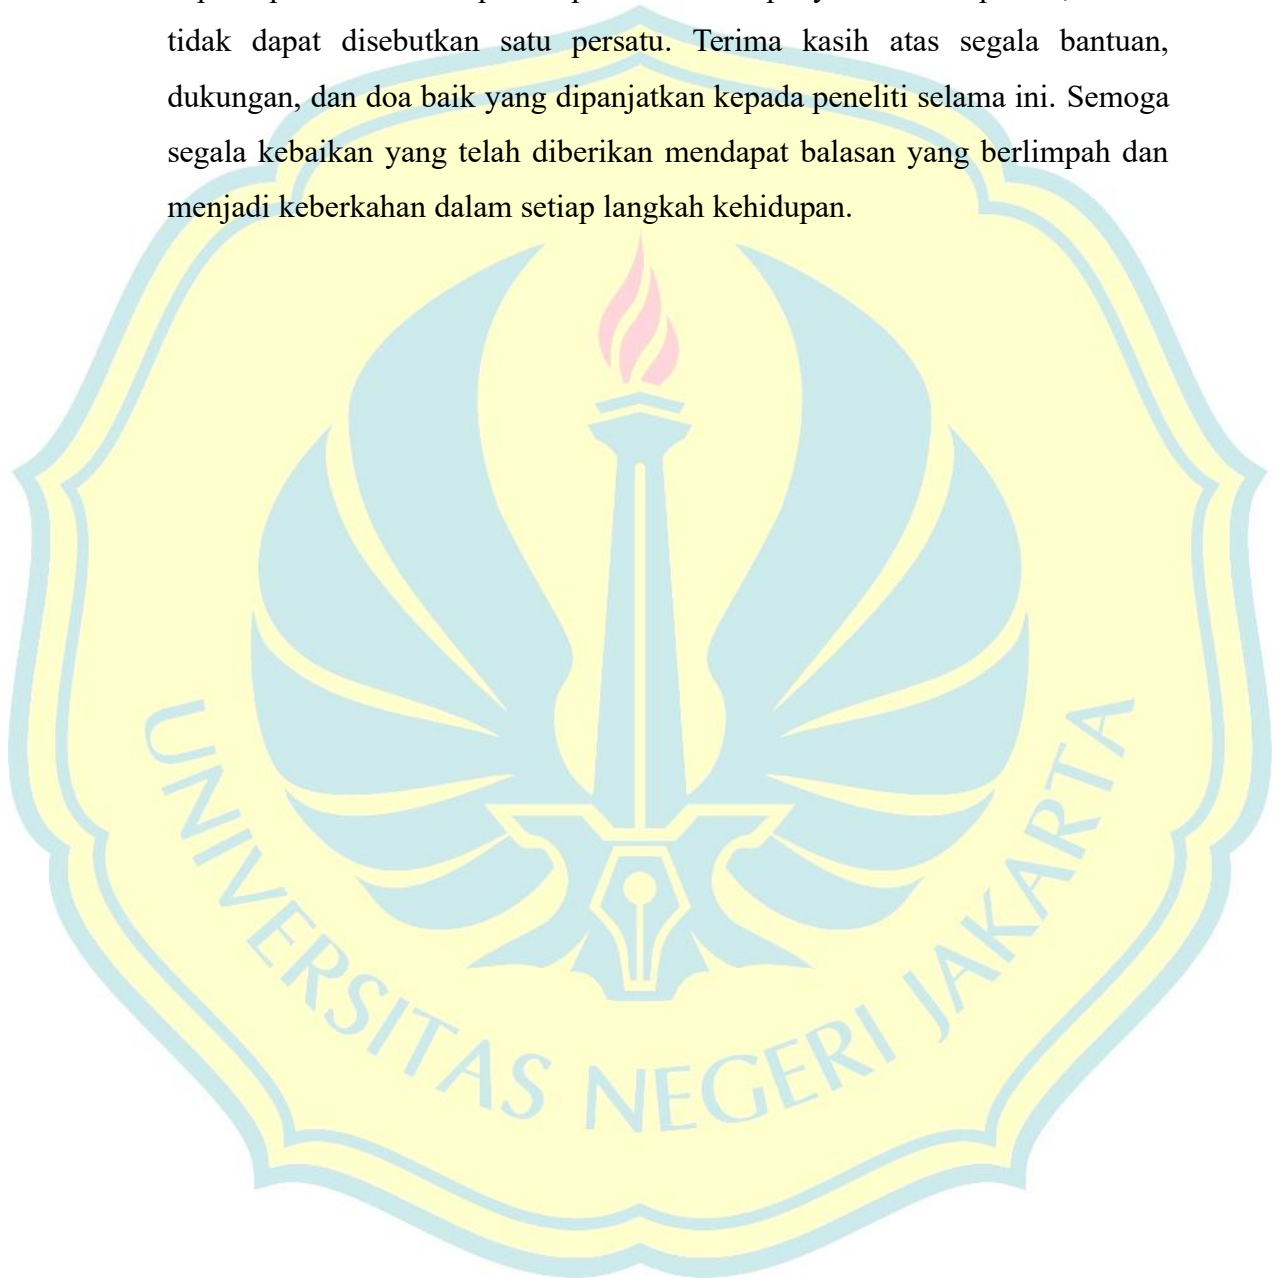 tidak dapat disebutkan satu persatu. Terima kasih atas segala bantuan,
dukungan, dan doa baik yang dipanjatkan kepada peneliti selama ini. Semoga
segala kebaikan yang telah diberikan mendapat balasan yang berlimpah dan
menjadi keberkahan dalam setiap langkah kehidupan.
UNIVERSITAS NEGERI JAKARTA